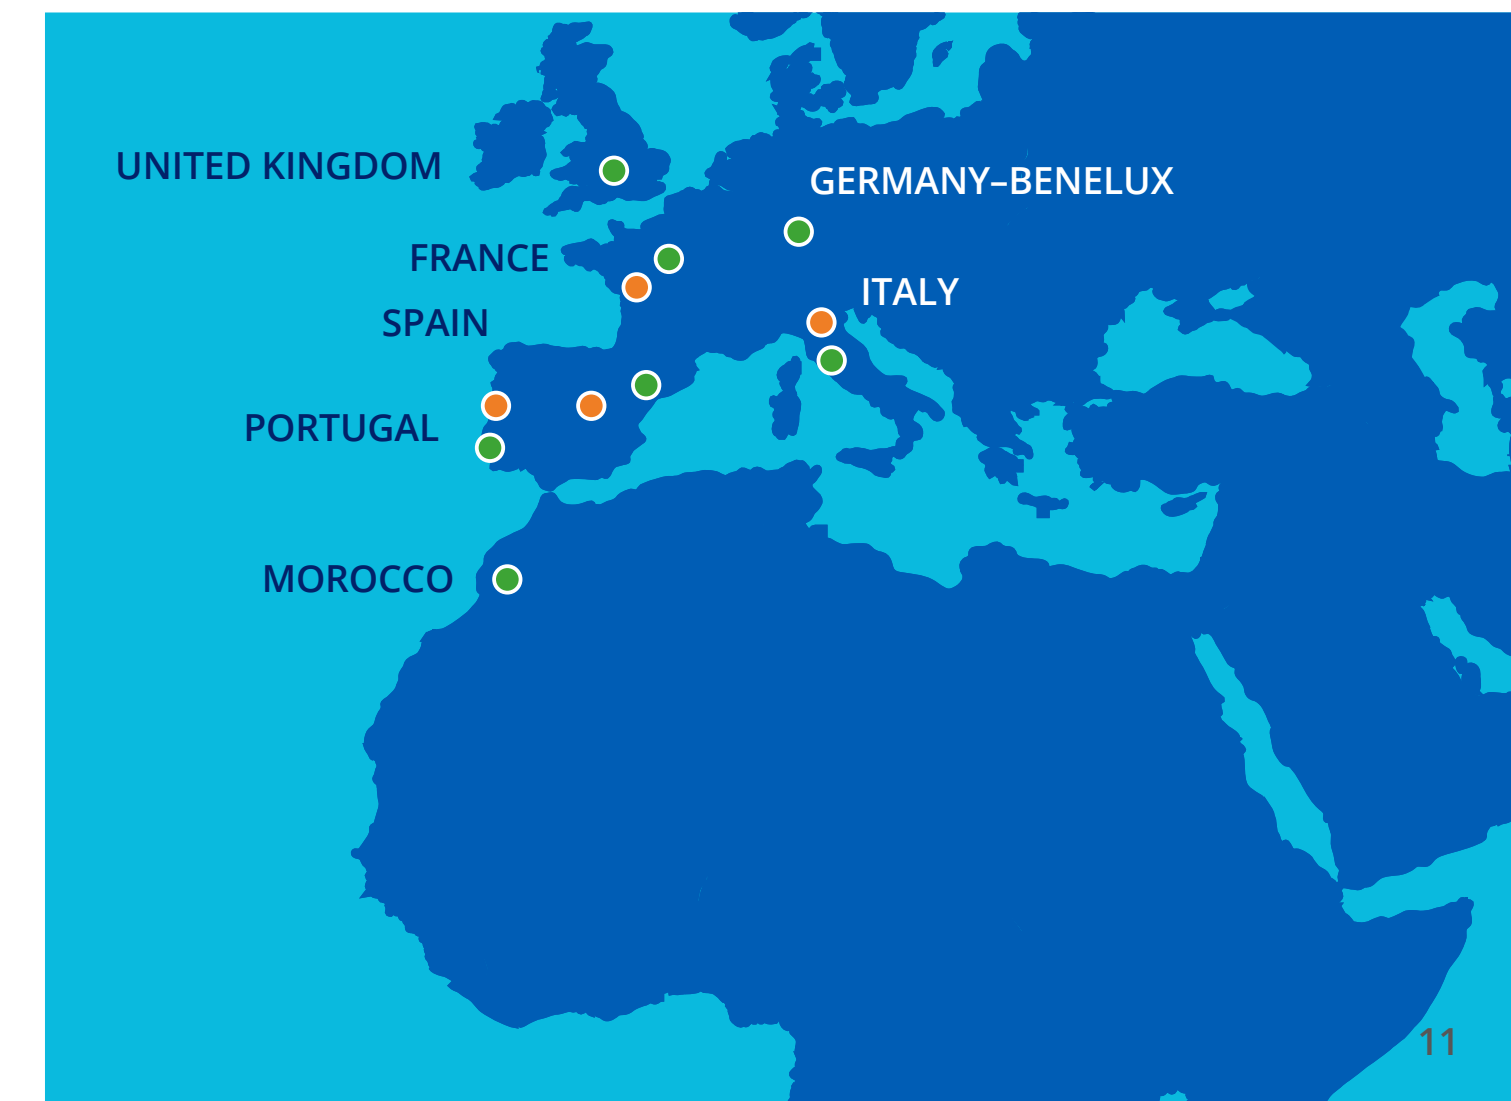 UNITED KINGDOM
GERMANY–BENELUX
FRANCE
ITALY
SPAIN
PORTUGAL
MOROCCO
11